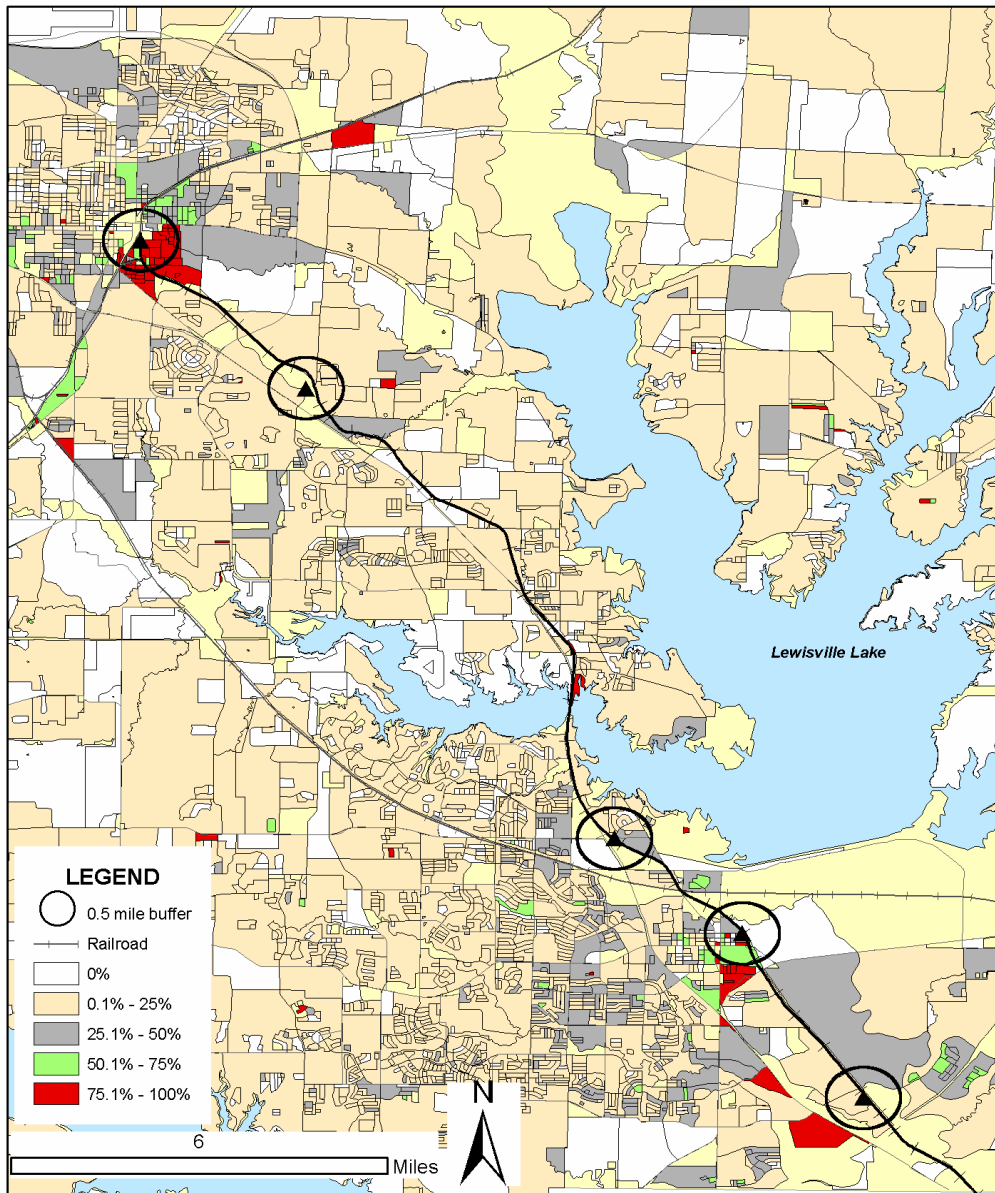 Lewisville Lake
LEGEND
0.5 mile buffer
Railroad
0%
0.1% - 25%
25.1% - 50%
50.1% - 75%
75.1% - 100%
N
6
Miles